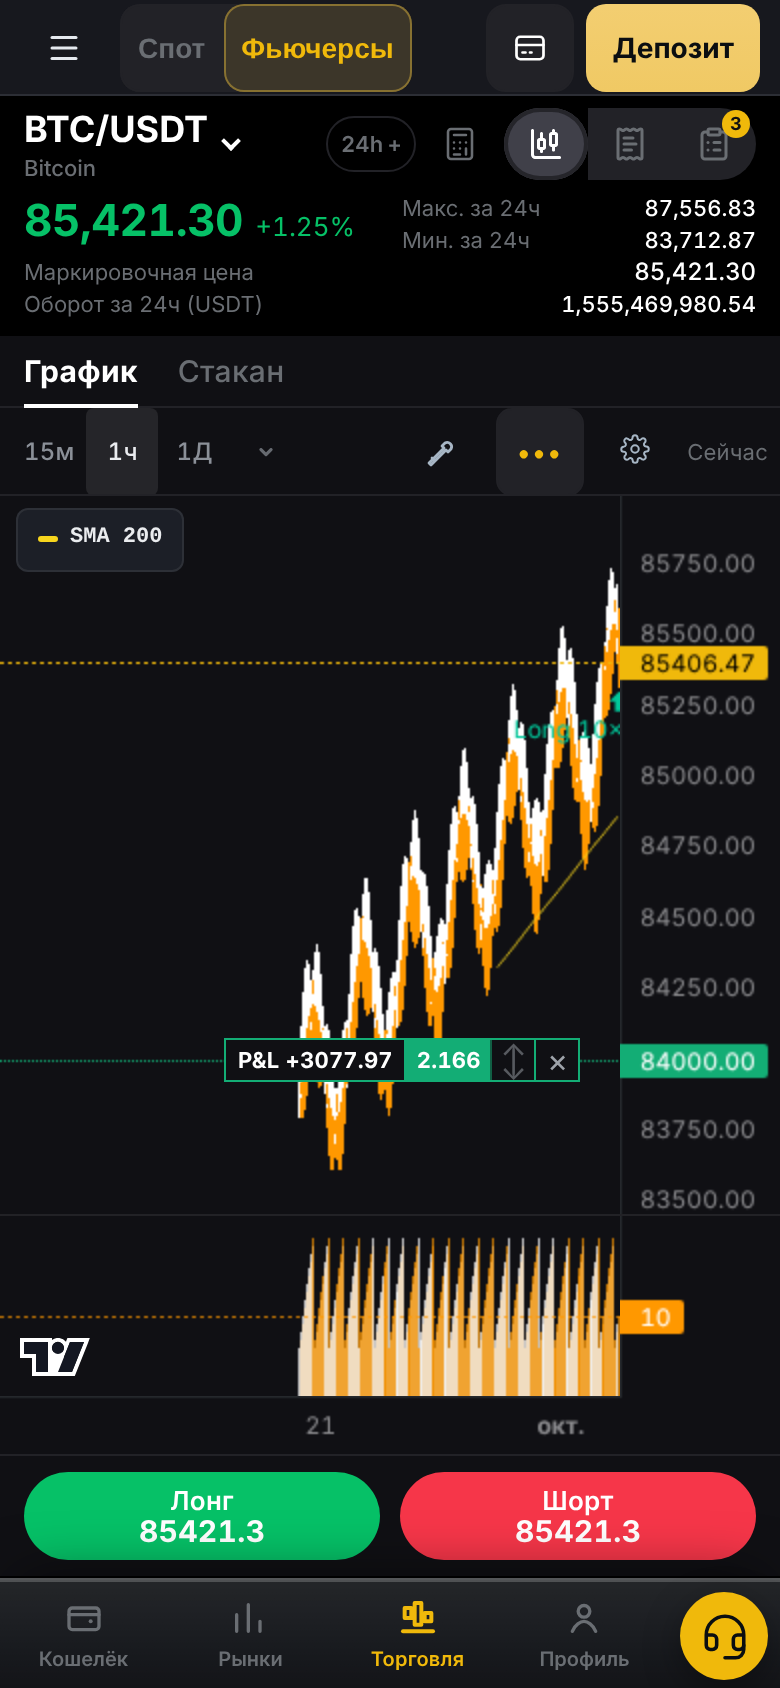 Спот
Фьючерсы
Депозит
BTC/USDT
Bitcoin
24h +
3
85,421.30 +1.25%
Макс. за 24ч 87,556.83
Мин. за 24ч 83,712.87
Маркировочная цена 85,421.30
Оборот за 24ч (USDT) 1,555,469,980.54
График
Стакан
15м
1ч
1Д
Сейчас
SMA 200
85750.00
85500.00
85406.47
85250.00
Long 10×
85000.00
84750.00
84500.00
84250.00
P&L +3077.97 2.166 ×
84000.00
83750.00
83500.00
10
21
окт.
Лонг
85421.3
Шорт
85421.3
Кошелёк
Рынки
Торговля
Профиль